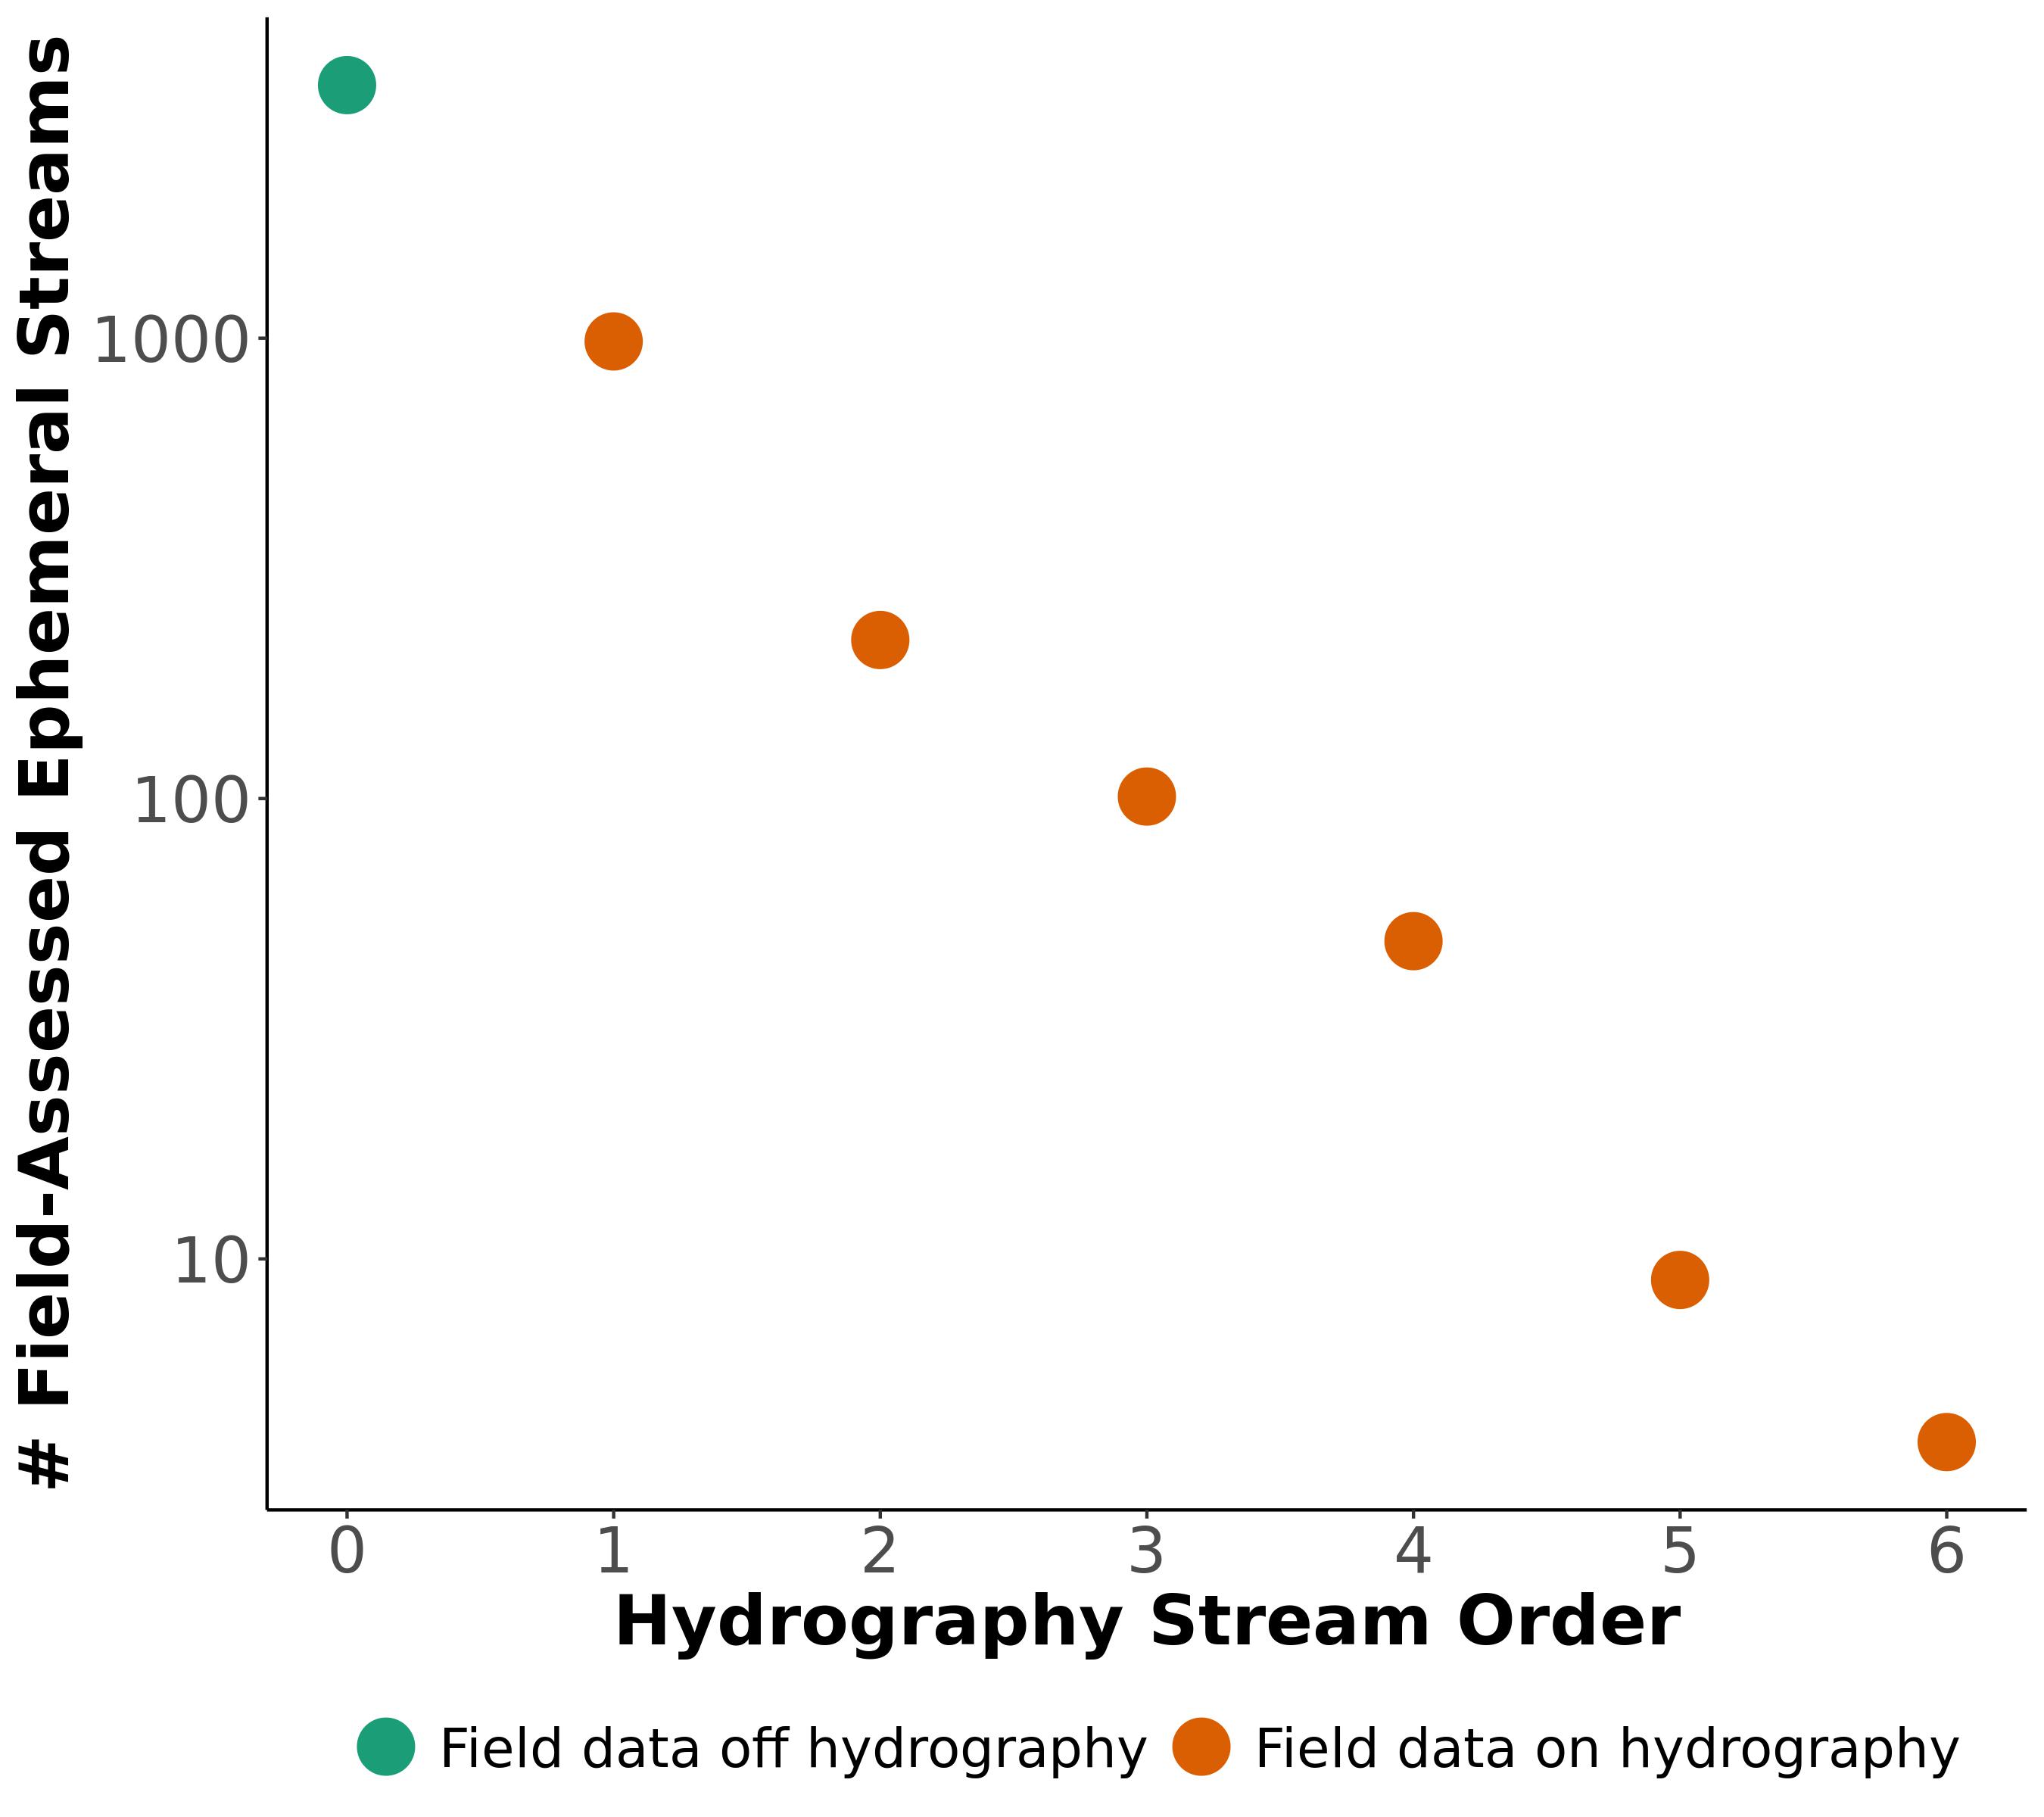 # Field-Assessed Ephemeral Streams
1000
100
10
0 1 2 3 4 5 6
Hydrography Stream Order
Field data off hydrography Field data on hydrography